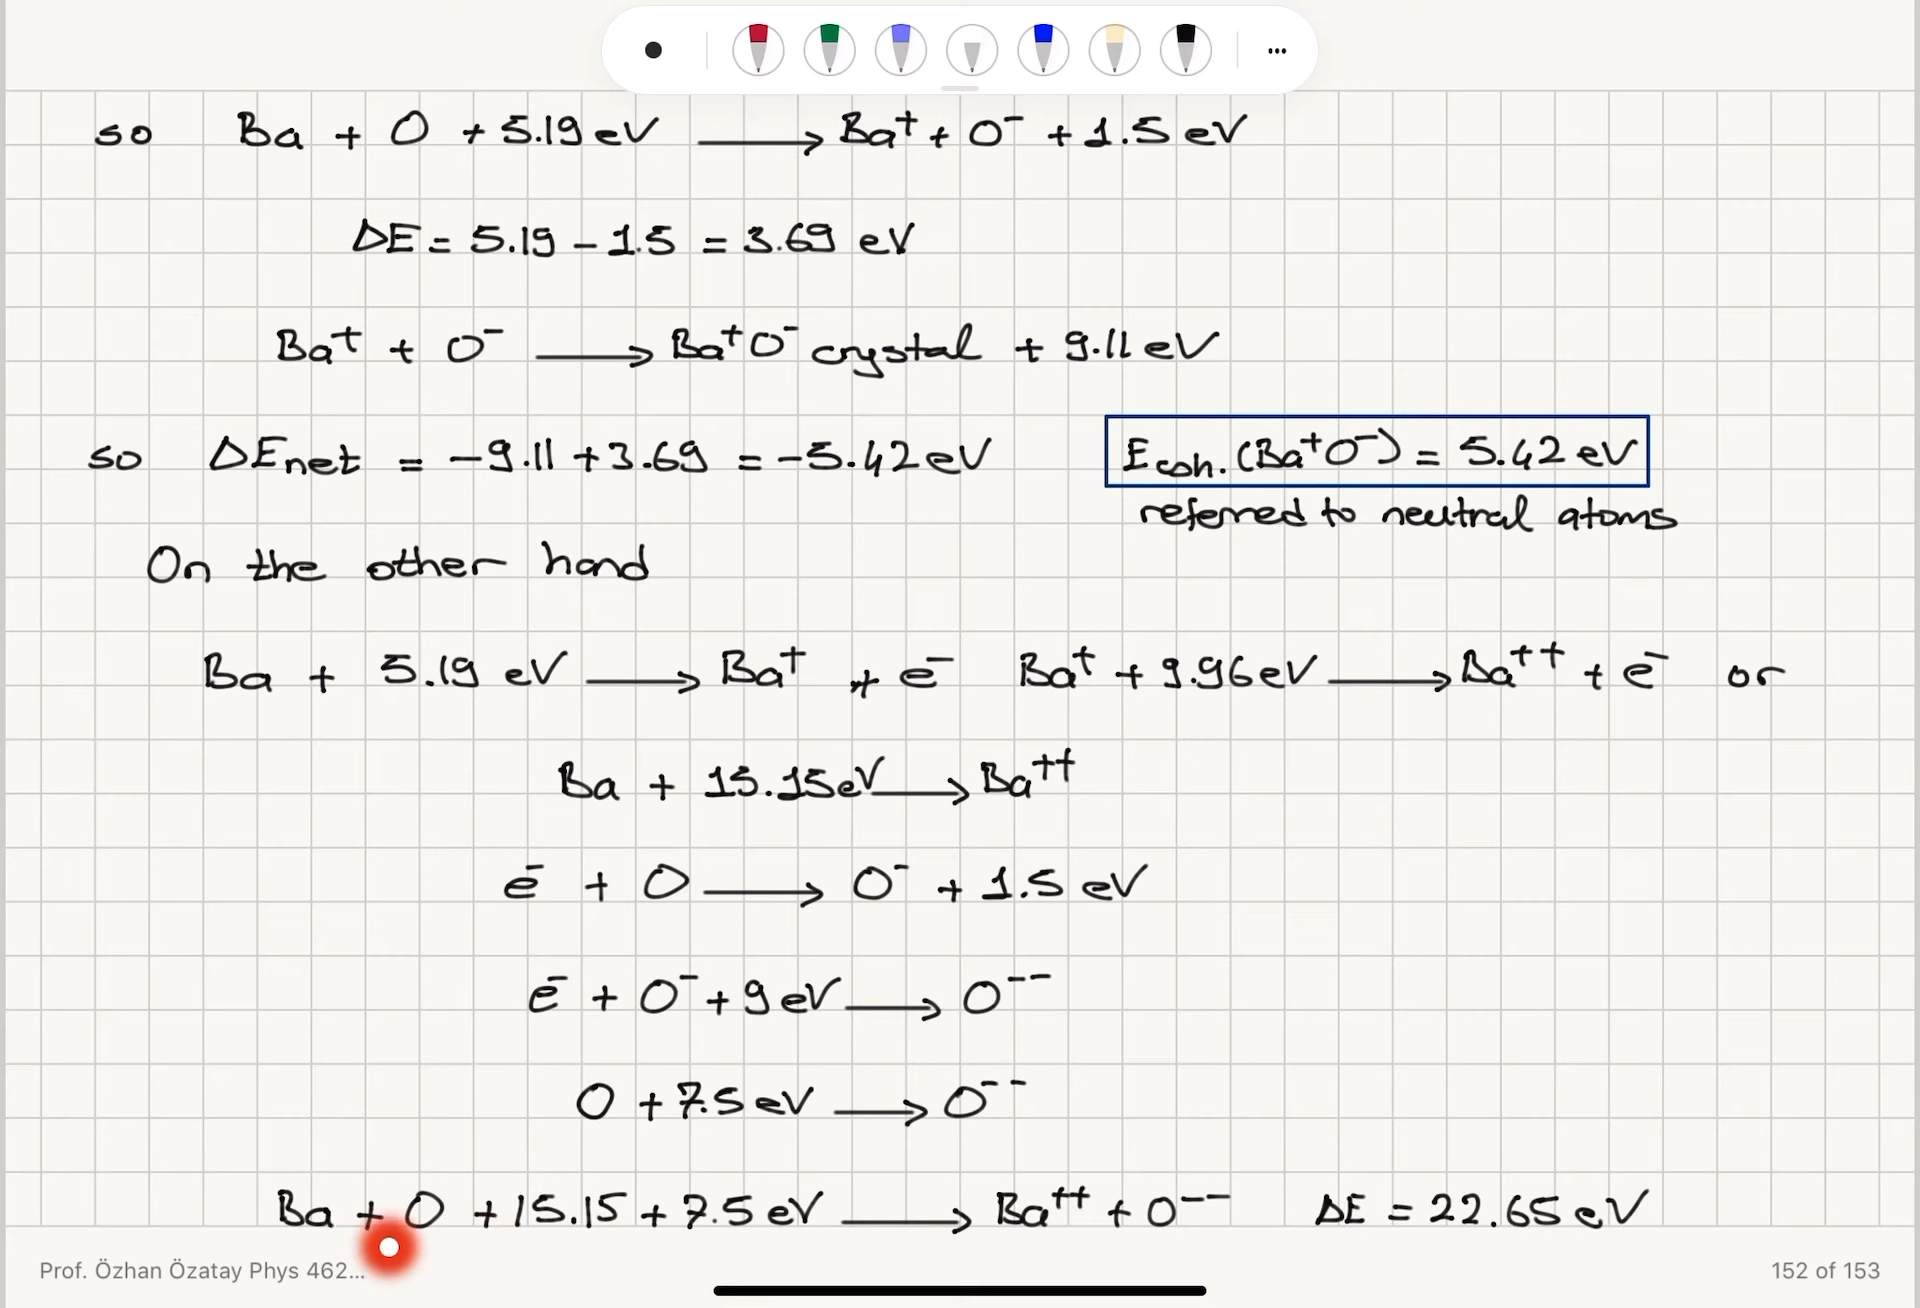 so Ba + O + 5.19 eV ⟶ Ba⁺ + O⁻ + 1.5 eV
ΔE = 5.19 − 1.5 = 3.69 eV
Ba⁺ + O⁻ ⟶ Ba⁺O⁻ crystal + 9.11 eV
so ΔEnet = −9.11 + 3.69 = −5.42 eV Ecoh. (Ba⁺O⁻) = 5.42 eV
referred to neutral atoms
On the other hand
Ba + 5.19 eV ⟶ Ba⁺ + e⁻ Ba⁺ + 9.96 eV ⟶ Ba⁺⁺ + e⁻ or
Ba + 15.15 eV ⟶ Ba⁺⁺
e⁻ + O ⟶ O⁻ + 1.5 eV
e⁻ + O⁻ + 9 eV ⟶ O⁻⁻
O + 7.5 eV ⟶ O⁻⁻
Ba + O + 15.15 + 7.5 eV ⟶ Ba⁺⁺ + O⁻⁻ ΔE = 22.65 eV
Prof. Özhan Özatay Phys 462... 152 of 153